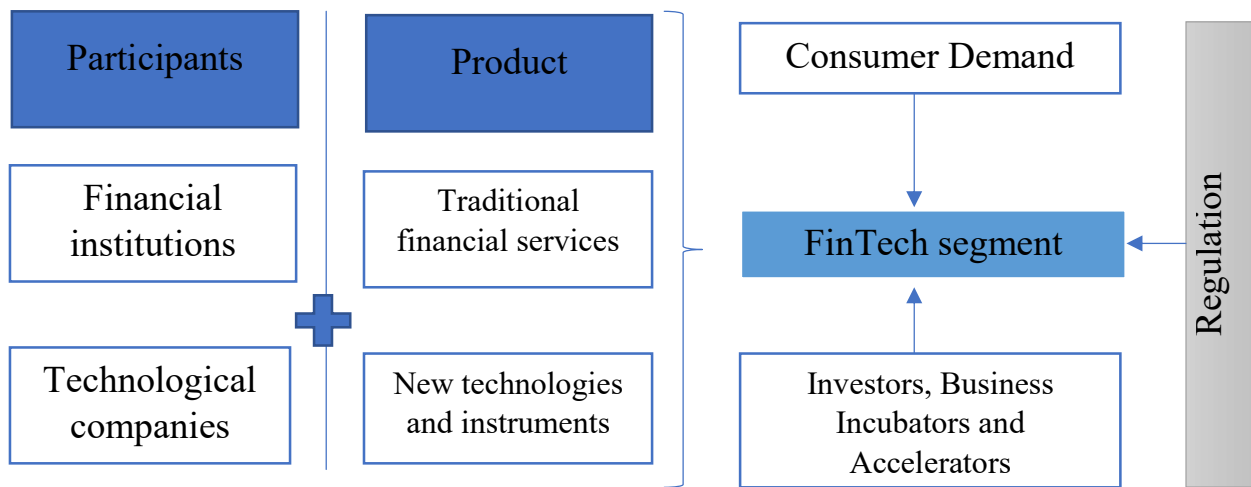 Participants
Financial
institutions
Technological
companies
Product
Traditional
financial services
New technologies
and instruments
Consumer Demand
FinTech segment
Investors, Business
Incubators and
Accelerators
Regulation